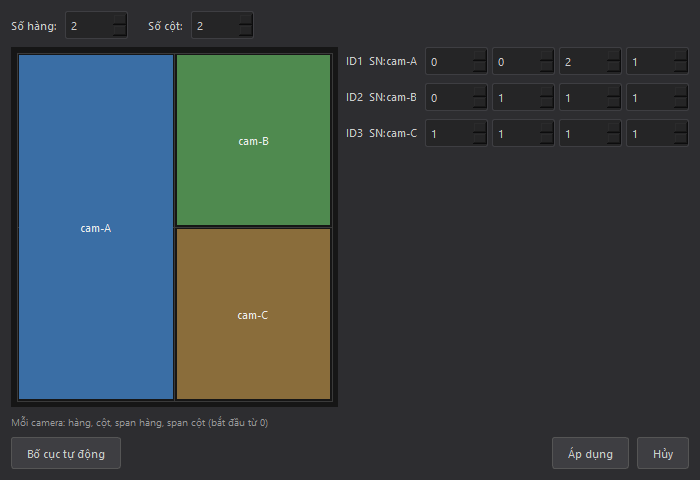 Số hàng: 2 Số cột: 2
ID1 SN:cam-A 0 0 2 1
cam-B
ID2 SN:cam-B 0 1 1 1
ID3 SN:cam-C 1 1 1 1
cam-A
cam-C
Mỗi camera: hàng, cột, span hàng, span cột (bắt đầu từ 0)
Bố cục tự động Áp dụng Hủy